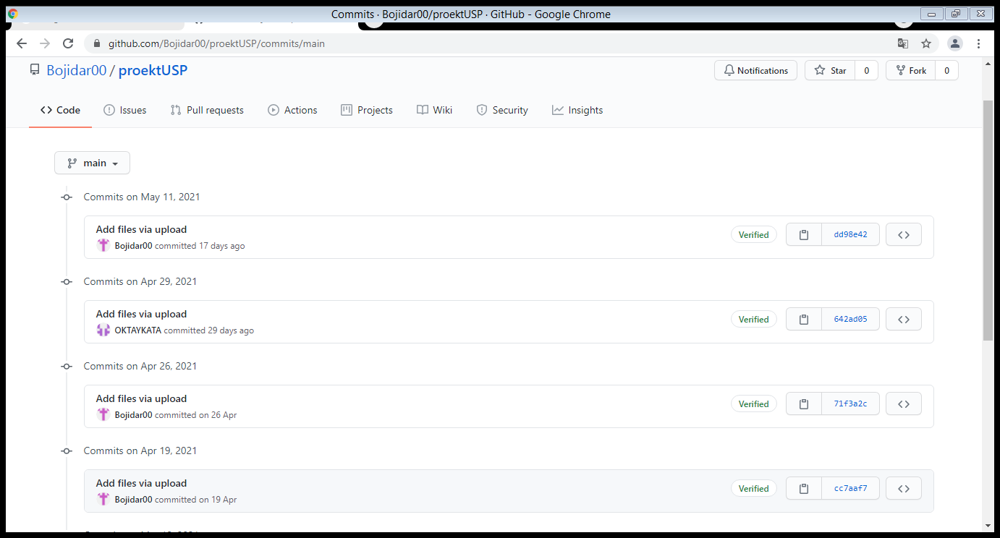 Commits · Bojidar00/proektUSP · GitHub - Google Chrome
github.com/Bojidar00/proektUSP/commits/main
Bojidar00 / proektUSP
Notifications
Star 0
Fork 0
Code Issues Pull requests Actions Projects Wiki Security Insights
main
Commits on May 11, 2021
Add files via upload
Bojidar00 committed 17 days ago
Verified
dd98e42
Commits on Apr 29, 2021
Add files via upload
OKTAYKATA committed 29 days ago
Verified
642ad05
Commits on Apr 26, 2021
Add files via upload
Bojidar00 committed on 26 Apr
Verified
71f3a2c
Commits on Apr 19, 2021
Add files via upload
Bojidar00 committed on 19 Apr
Verified
cc7aaf7